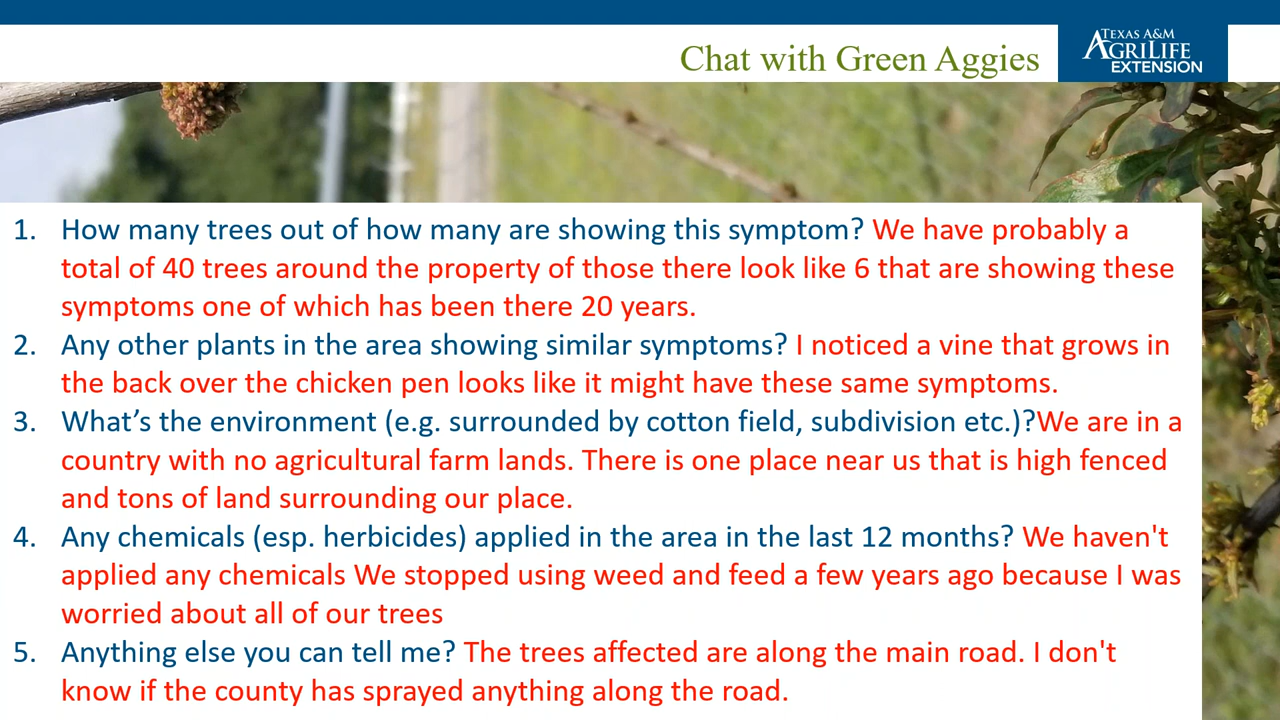 Chat with Green Aggies
TEXAS A&M
AGRILIFE
EXTENSION
1. How many trees out of how many are showing this symptom? We have probably a
total of 40 trees around the property of those there look like 6 that are showing these
symptoms one of which has been there 20 years.
2. Any other plants in the area showing similar symptoms? I noticed a vine that grows in
the back over the chicken pen looks like it might have these same symptoms.
3. What’s the environment (e.g. surrounded by cotton field, subdivision etc.)?We are in a
country with no agricultural farm lands. There is one place near us that is high fenced
and tons of land surrounding our place.
4. Any chemicals (esp. herbicides) applied in the area in the last 12 months? We haven't
applied any chemicals We stopped using weed and feed a few years ago because I was
worried about all of our trees
5. Anything else you can tell me? The trees affected are along the main road. I don't
know if the county has sprayed anything along the road.